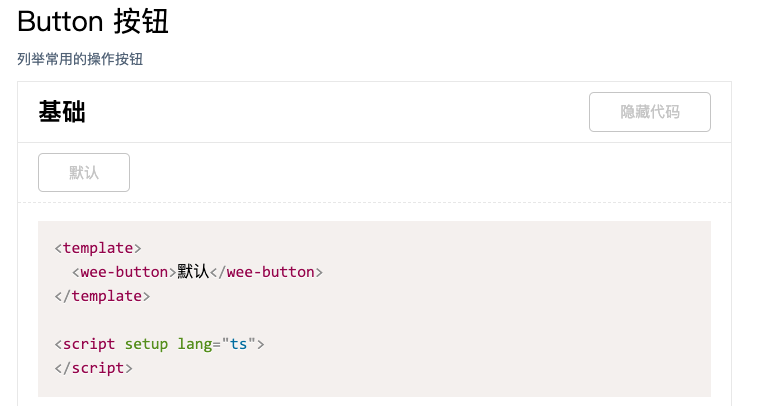 Button 按钮
列举常用的操作按钮
基础
隐藏代码
默认
<template>
  <wee-button>默认</wee-button>
</template>
<script setup lang="ts">
</script>